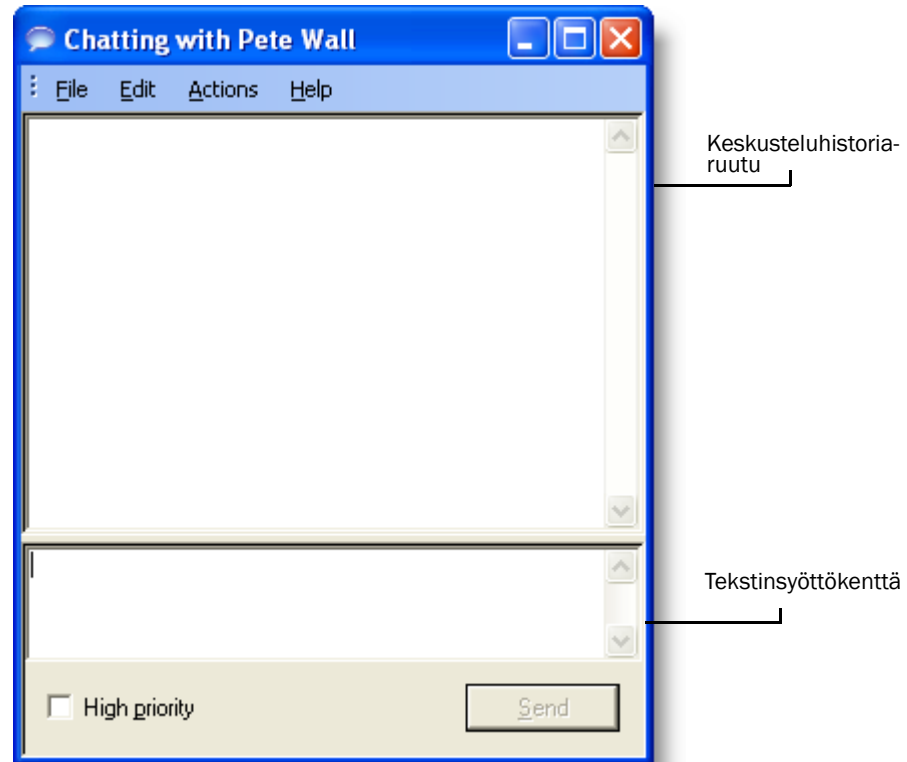 Chatting with Pete Wall
File Edit Actions Help
Keskusteluhistoria-
ruutu
Tekstinsyöttökenttä
High priority
Send